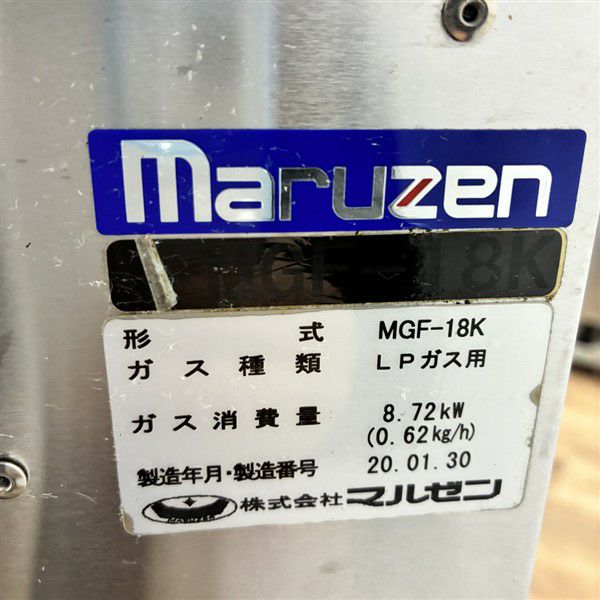 maruzen
MGF-18K
形式 MGF-18K
ガス種類 LPガス用
ガス消費量 8.72kW
(0.62kg/h)
製造年月・製造番号 20.01.30
MARUZEN 株式会社マルゼン